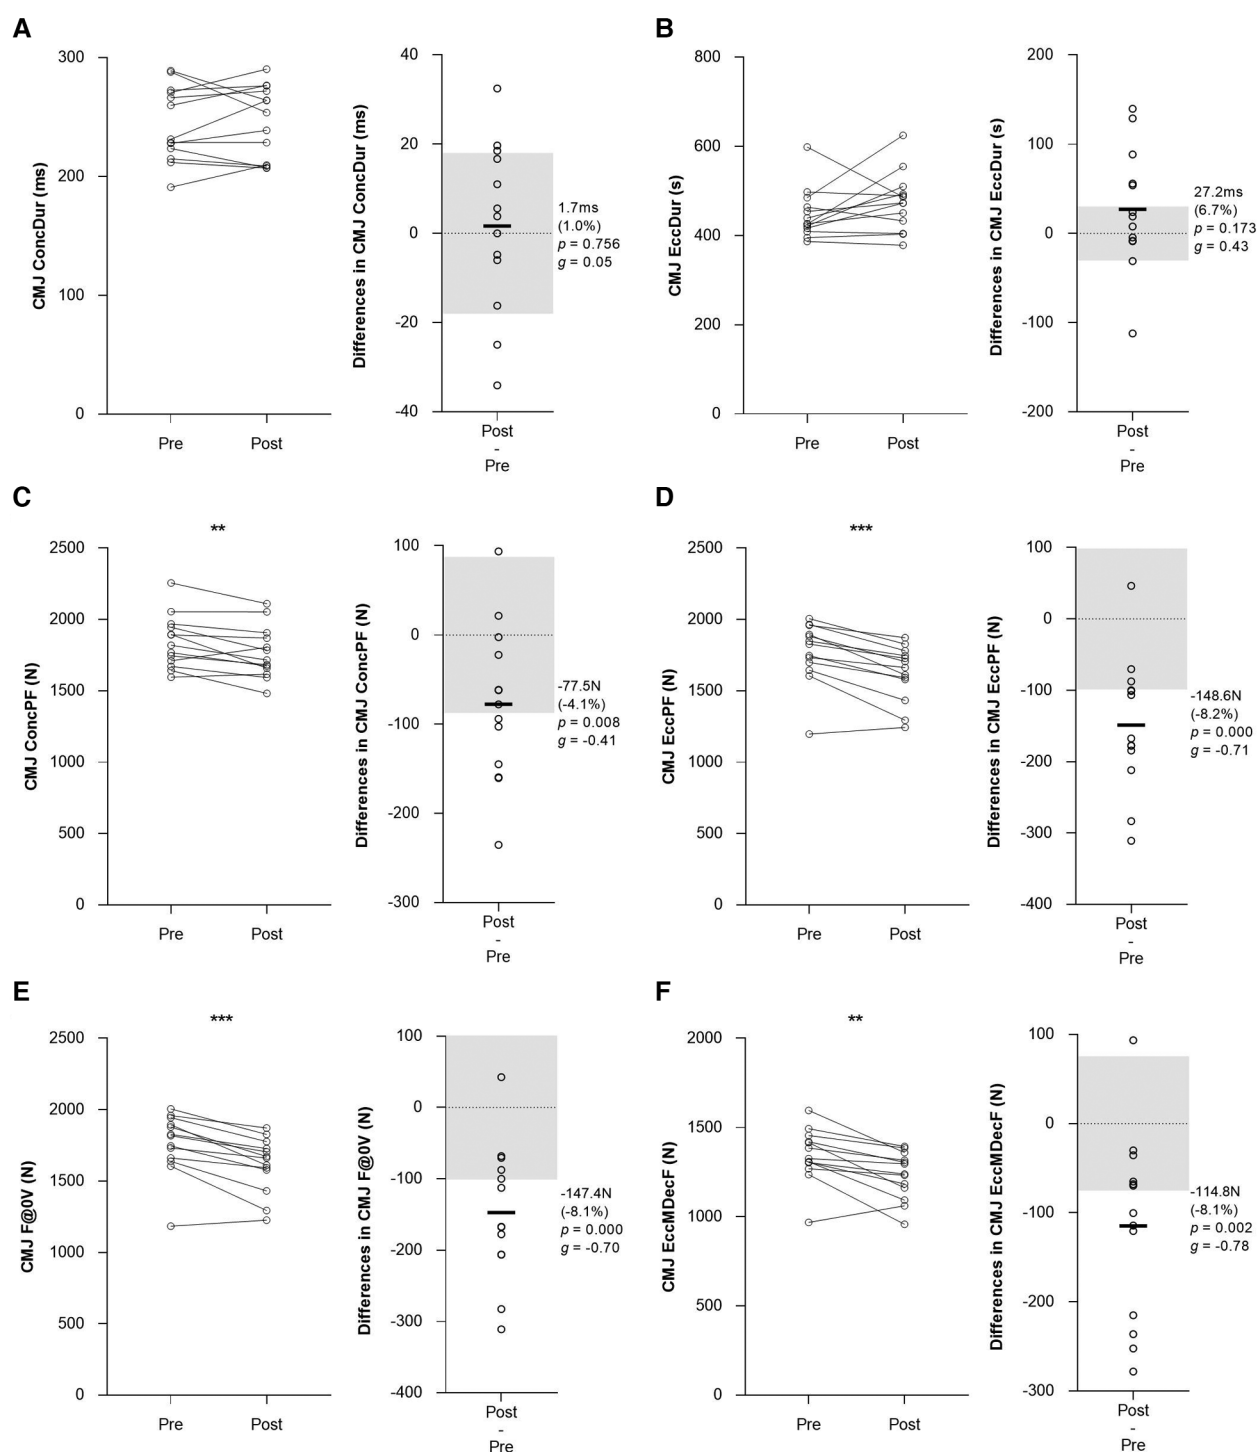 A
CMJ ConcDur (ms)
300
200
100
0
Pre
Post
Differences in CMJ ConcDur (ms)
40
20
0
-20
-40
Post
-
Pre
1.7ms
(1.0%)
p = 0.756
g = 0.05
B
CMJ EccDur (s)
800
600
400
200
0
Pre
Post
Differences in CMJ EccDur (s)
200
100
0
-100
-200
Post
-
Pre
27.2ms
(6.7%)
p = 0.173
g = 0.43
C
**
CMJ ConcPF (N)
2500
2000
1500
1000
500
0
Pre
Post
Differences in CMJ ConcPF (N)
100
0
-100
-200
-300
Post
-
Pre
-77.5N
(-4.1%)
p = 0.008
g = -0.41
D
***
CMJ EccPF (N)
2500
2000
1500
1000
500
0
Pre
Post
Differences in CMJ EccPF (N)
100
0
-100
-200
-300
-400
Post
-
Pre
-148.6N
(-8.2%)
p = 0.000
g = -0.71
E
***
CMJ F@0V (N)
2500
2000
1500
1000
500
0
Pre
Post
Differences in CMJ F@0V (N)
100
0
-100
-200
-300
-400
Post
-
Pre
-147.4N
(-8.1%)
p = 0.000
g = -0.70
F
**
CMJ EccMDecF (N)
2000
1500
1000
500
0
Pre
Post
Differences in CMJ EccMDecF (N)
100
0
-100
-200
-300
Post
-
Pre
-114.8N
(-8.1%)
p = 0.002
g = -0.78